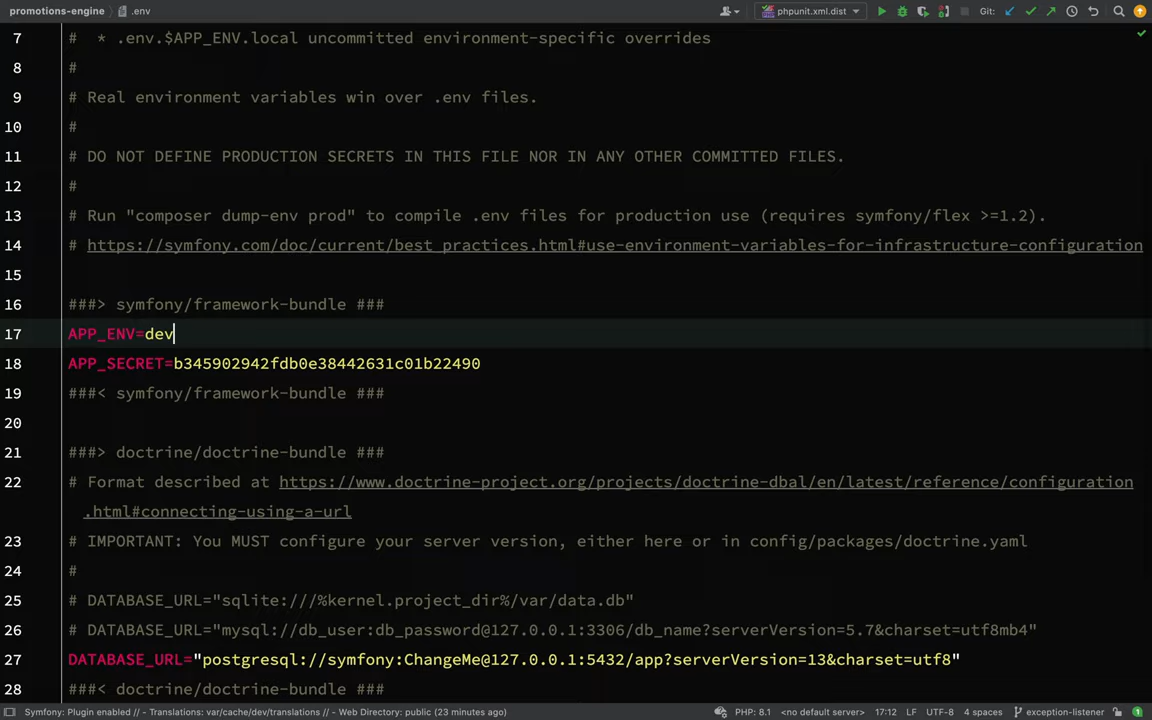 promotions-engine .env phpunit.xml.dist Git:
7 #  * .env.$APP_ENV.local uncommitted environment-specific overrides
8 #
9 # Real environment variables win over .env files.
10 #
11 # DO NOT DEFINE PRODUCTION SECRETS IN THIS FILE NOR IN ANY OTHER COMMITTED FILES.
12 #
13 # Run "composer dump-env prod" to compile .env files for production use (requires symfony/flex >=1.2).
14 # https://symfony.com/doc/current/best_practices.html#use-environment-variables-for-infrastructure-configuration
15
16 ###> symfony/framework-bundle ###
17 APP_ENV=dev
18 APP_SECRET=b345902942fdb0e38442631c01b22490
19 ###< symfony/framework-bundle ###
20
21 ###> doctrine/doctrine-bundle ###
22 # Format described at https://www.doctrine-project.org/projects/doctrine-dbal/en/latest/reference/configuration
.html#connecting-using-a-url
23 # IMPORTANT: You MUST configure your server version, either here or in config/packages/doctrine.yaml
24 #
25 # DATABASE_URL="sqlite:///%kernel.project_dir%/var/data.db"
26 # DATABASE_URL="mysql://db_user:db_password@127.0.0.1:3306/db_name?serverVersion=5.7&charset=utf8mb4"
27 DATABASE_URL="postgresql://symfony:ChangeMe@127.0.0.1:5432/app?serverVersion=13&charset=utf8"
28 ###< doctrine/doctrine-bundle ###
Symfony: Plugin enabled // - Translations: var/cache/dev/translations // - Web Directory: public (23 minutes ago) PHP: 8.1 <no default server> 17:12 LF UTF-8 4 spaces exception-listener 1